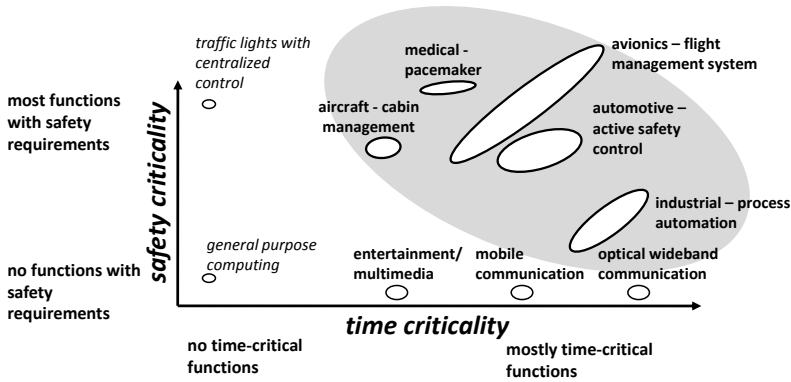 traffic lights with
centralized
control
medical -
pacemaker
avionics – flight
management system
most functions
with safety
requirements
aircraft - cabin
management
automotive –
active safety
control
safety criticality
industrial – process
automation
general purpose
computing
entertainment/
multimedia
mobile
communication
optical wideband
communication
no functions with
safety
requirements
time criticality
no time-critical
functions
mostly time-critical
functions